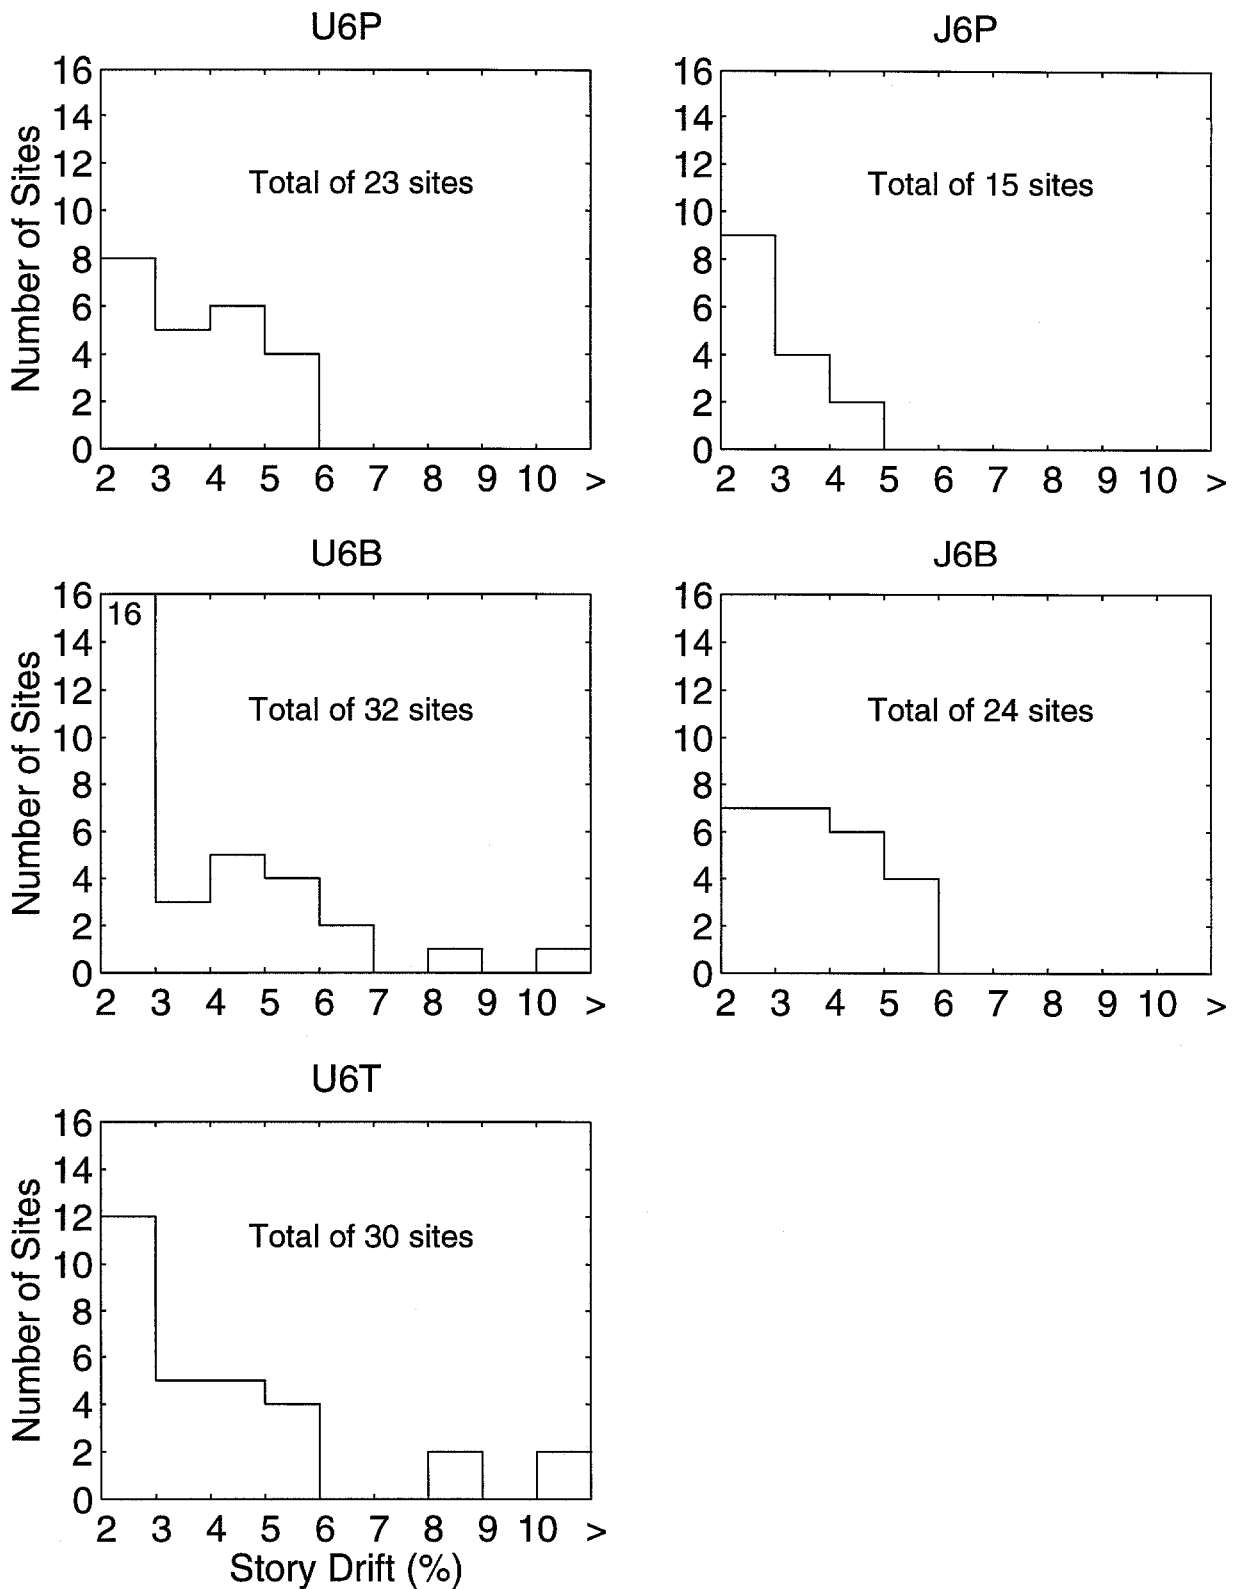 U6P
16
14
12
10
8
6
4
2
0
Number of Sites
Total of 23 sites
2 3 4 5 6 7 8 9 10 >
J6P
16
14
12
10
8
6
4
2
0
Total of 15 sites
2 3 4 5 6 7 8 9 10 >
U6B
16
14
12
10
8
6
4
2
0
Number of Sites
16
Total of 32 sites
2 3 4 5 6 7 8 9 10 >
J6B
16
14
12
10
8
6
4
2
0
Total of 24 sites
2 3 4 5 6 7 8 9 10 >
U6T
16
14
12
10
8
6
4
2
0
Number of Sites
Total of 30 sites
2 3 4 5 6 7 8 9 10 >
Story Drift (%)